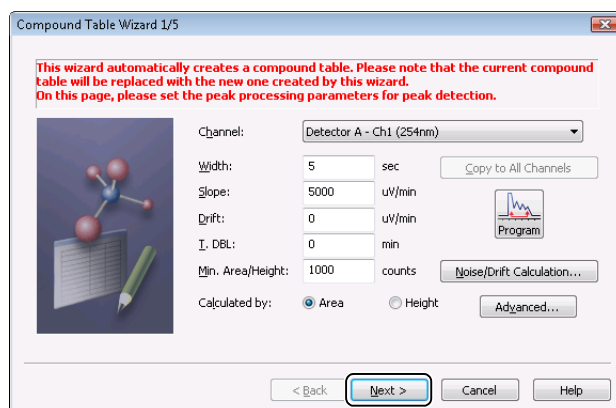 Compound Table Wizard 1/5
This wizard automatically creates a compound table. Please note that the current compound
table will be replaced with the new one created by this wizard.
On this page, please set the peak processing parameters for peak detection.
Channel: Detector A - Ch1 (254nm)
Width: 5 sec Copy to All Channels
Slope: 5000 uV/min
Drift: 0 uV/min
Program
T. DBL: 0 min
Min. Area/Height: 1000 counts Noise/Drift Calculation...
Calculated by: Area Height Advanced...
< Back Next > Cancel Help